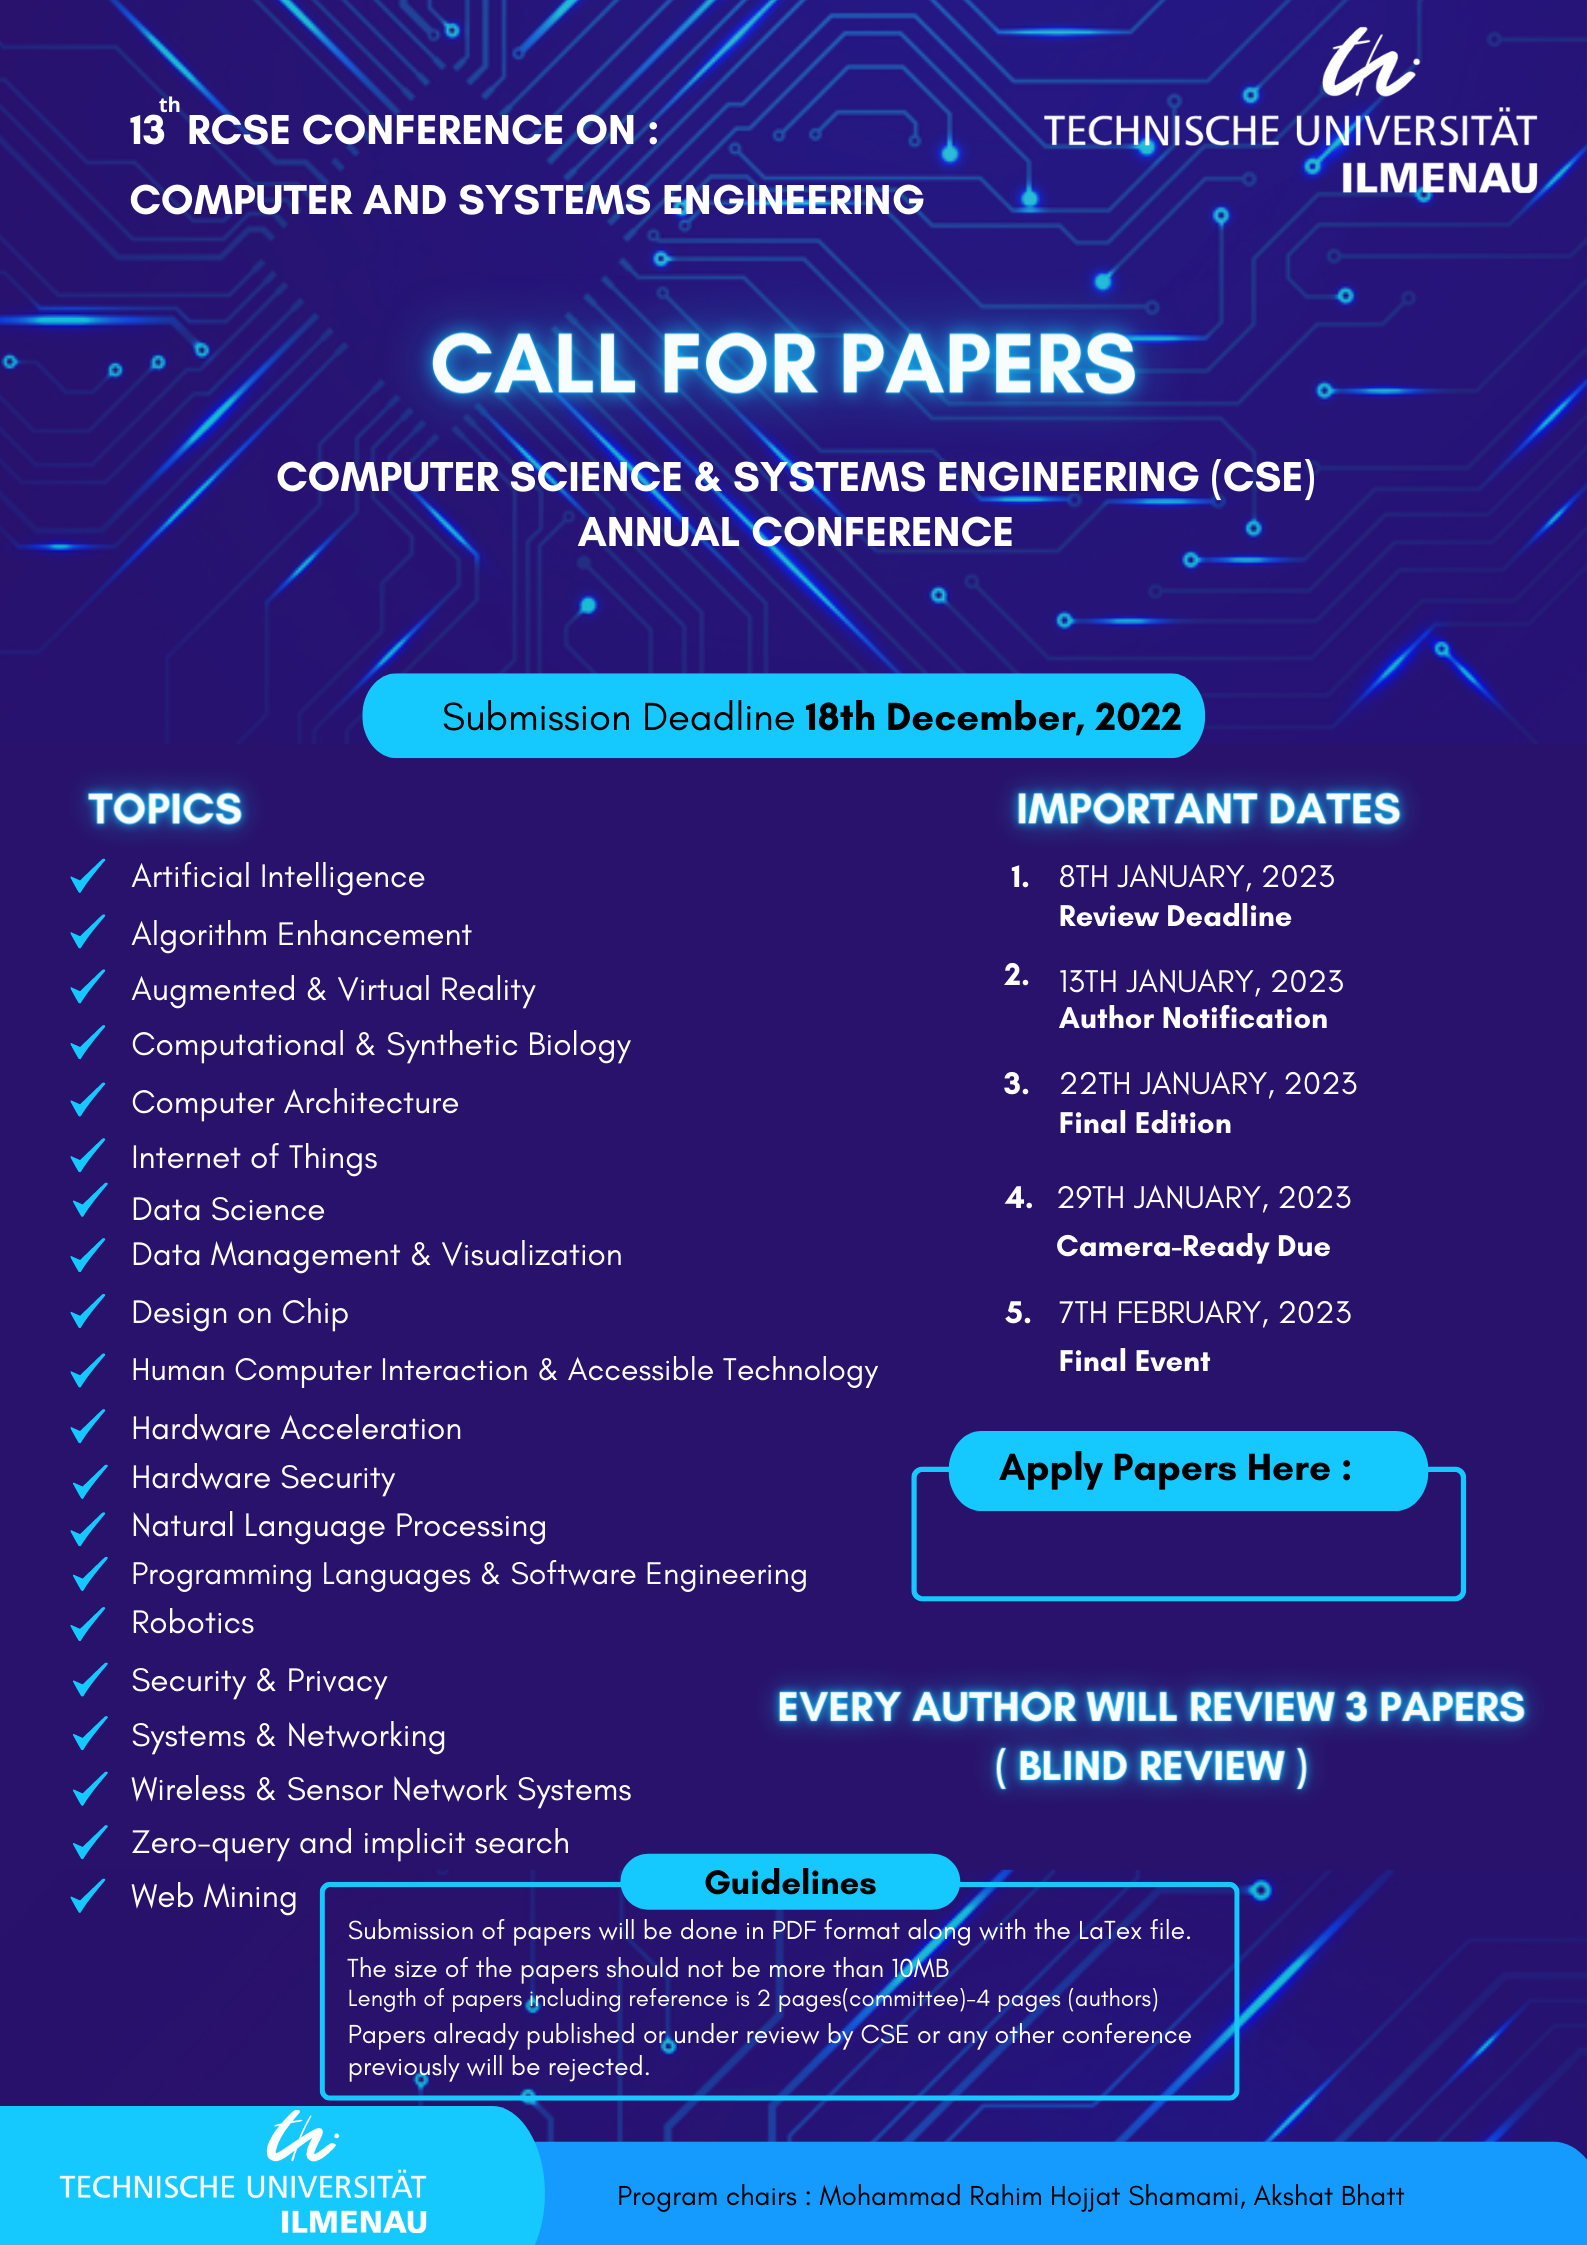 13th RCSE CONFERENCE ON :
COMPUTER AND SYSTEMS ENGINEERING
th.
TECHNISCHE UNIVERSITÄT
ILMENAU
CALL FOR PAPERS
COMPUTER SCIENCE & SYSTEMS ENGINEERING (CSE)
ANNUAL CONFERENCE
Submission Deadline 18th December, 2022
TOPICS
Artificial Intelligence
Algorithm Enhancement
Augmented & Virtual Reality
Computational & Synthetic Biology
Computer Architecture
Internet of Things
Data Science
Data Management & Visualization
Design on Chip
Human Computer Interaction & Accessible Technology
Hardware Acceleration
Hardware Security
Natural Language Processing
Programming Languages & Software Engineering
Robotics
Security & Privacy
Systems & Networking
Wireless & Sensor Network Systems
Zero-query and implicit search
Web Mining
IMPORTANT DATES
1. 8TH JANUARY, 2023
Review Deadline
2. 13TH JANUARY, 2023
Author Notification
3. 22TH JANUARY, 2023
Final Edition
4. 29TH JANUARY, 2023
Camera-Ready Due
5. 7TH FEBRUARY, 2023
Final Event
Apply Papers Here :
EVERY AUTHOR WILL REVIEW 3 PAPERS
( BLIND REVIEW )
Guidelines
Submission of papers will be done in PDF format along with the LaTex file.
The size of the papers should not be more than 10MB
Length of papers including reference is 2 pages(committee)-4 pages (authors)
Papers already published or under review by CSE or any other conference
previously will be rejected.
th.
TECHNISCHE UNIVERSITÄT
ILMENAU
Program chairs : Mohammad Rahim Hojjat Shamami, Akshat Bhatt